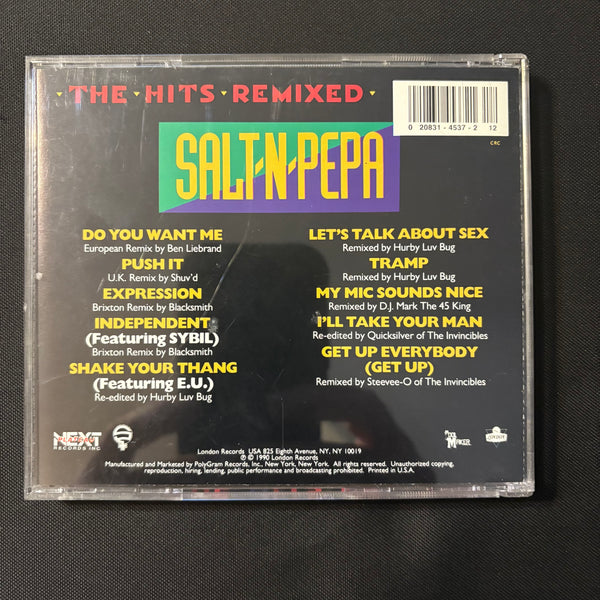 ·THE·HITS·REMIXED·
0 20831-4537-2 12
CRC
SALT-N-PEPA
DO YOU WANT ME
European Remix by Ben Liebrand
PUSH IT
U.K. Remix by Shuv'd
EXPRESSION
Brixton Remix by Blacksmith
INDEPENDENT
(Featuring SYBIL)
Brixton Remix by Blacksmith
SHAKE YOUR THANG
(Featuring E.U.)
Re-edited by Hurby Luv Bug
LET'S TALK ABOUT SEX
Remixed by Hurby Luv Bug
TRAMP
Remixed by Hurby Luv Bug
MY MIC SOUNDS NICE
Remixed by D.J. Mark The 45 King
I'LL TAKE YOUR MAN
Re-edited by Quicksilver of The Invincibles
GET UP EVERYBODY
(GET UP)
Remixed by Steevee-O of The Invincibles
NEXT
PLATEAU
RECORDS INC
MAKER
LONDON
London Records USA 825 Eighth Avenue, NY, NY 10019
℗ © 1990 London Records
Manufactured and Marketed by PolyGram Records, Inc., New York, New York. All rights reserved. Unauthorized copying,
reproduction, hiring, lending, public performance and broadcasting prohibited. Printed in U.S.A.